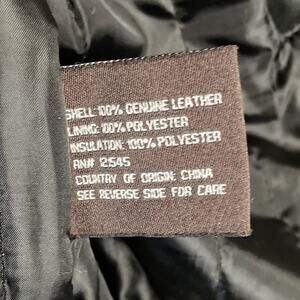 SHELL: 100% GENUINE LEATHER
LINING: 100% POLYESTER
INSULATION: 100% POLYESTER
RN# 12545
COUNTRY OF ORIGIN: CHINA
SEE REVERSE SIDE FOR CARE